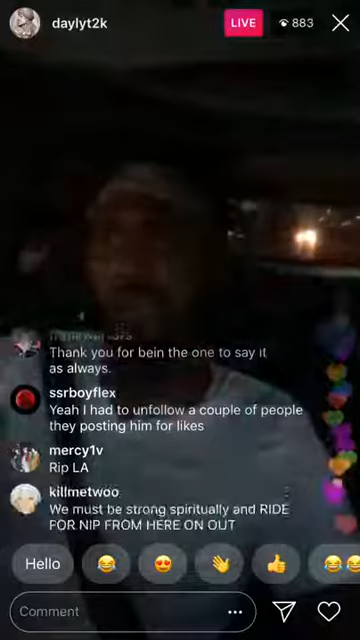 daylyt2k
LIVE
883
Thank you for bein the one to say it
as always.
ssrboyflex
Yeah I had to unfollow a couple of people
they posting him for likes
mercy1v
Rip LA
killmetwoo
We must be strong spiritually and RIDE
FOR NIP FROM HERE ON OUT
Hello
Comment